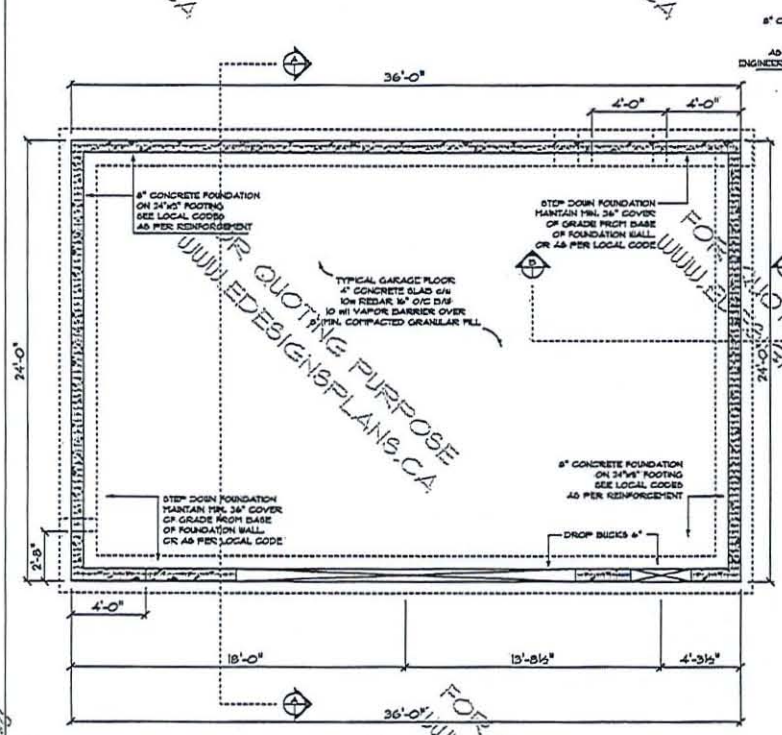 8" C
AS
ENGINEER
36'-0"
4'-0"
4'-0"
8" CONCRETE FOUNDATION
ON 24"x8" FOOTING
SEE LOCAL CODES
AS PER REINFORCEMENT
STEP DOWN FOUNDATION
MAINTAIN MIN. 36" COVER
OF GRADE FROM BASE
OF FOUNDATION WALL
OR AS PER LOCAL CODE
TYPICAL GARAGE FLOOR
4" CONCRETE SLAB c/w
10m REBAR 16" O/C B/W
10 mil VAPOR BARRIER OVER
MIN. COMPACTED GRANULAR FILL
24'-0"
24'-0"
FOR QUOTING PURPOSE
WWW.EDESIGNSPLANS.CA
8" CONCRETE FOUNDATION
ON 24"x8" FOOTING
SEE LOCAL CODES
AS PER REINFORCEMENT
STEP DOWN FOUNDATION
MAINTAIN MIN. 36" COVER
OF GRADE FROM BASE
OF FOUNDATION WALL
OR AS PER LOCAL CODE
DROP BUCKS 6"
2'-8"
4'-0"
18'-0"
13'-8½"
4'-3½"
36'-0"
FOR